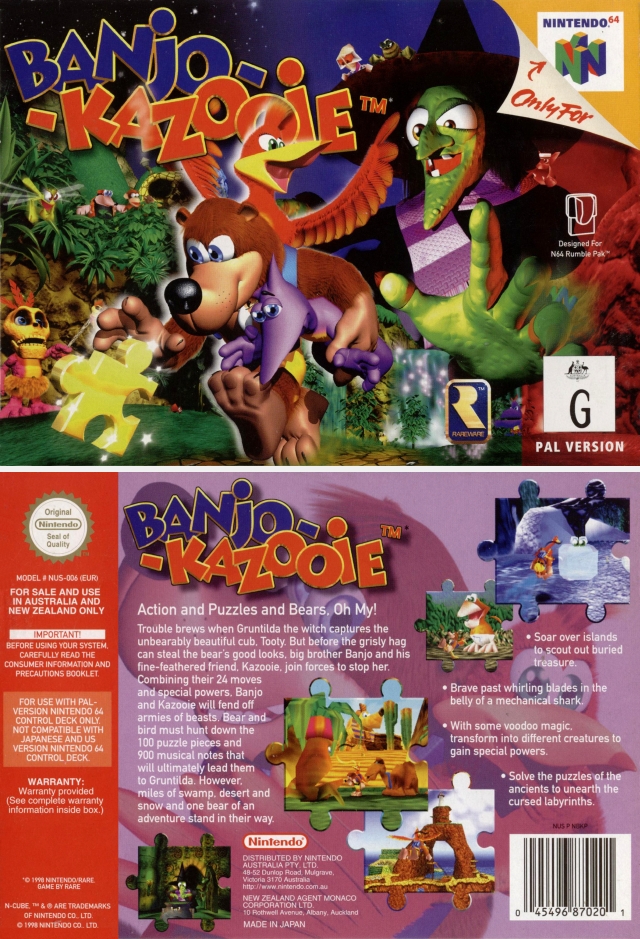 BANJO-
-KAZOOIE™
NINTENDO⁶⁴
Only For
Designed For
N64 Rumble Pak™
RAREWARE
TM
G
PAL VERSION
Original
Nintendo
Seal of
Quality
MODEL # NUS-006 (EUR)
FOR SALE AND USE
IN AUSTRALIA AND
NEW ZEALAND ONLY
IMPORTANT!
BEFORE USING YOUR SYSTEM,
CAREFULLY READ THE
CONSUMER INFORMATION AND
PRECAUTIONS BOOKLET.
FOR USE WITH PAL-
VERSION NINTENDO 64
CONTROL DECK ONLY.
NOT COMPATIBLE WITH
JAPANESE AND US
VERSION NINTENDO 64
CONTROL DECK.
WARRANTY:
Warranty provided
(See complete warranty
information inside box.)
©1998 NINTENDO/RARE.
GAME BY RARE
N-CUBE, ™ & ® ARE TRADEMARKS
OF NINTENDO CO., LTD.
© 1998 NINTENDO CO., LTD.
BANJO-
-KAZOOIE™
Action and Puzzles and Bears, Oh My!
Trouble brews when Gruntilda the witch captures the
unbearably beautiful cub, Tooty. But before the grisly hag
can steal the bear's good looks, big brother Banjo and his
fine-feathered friend, Kazooie, join forces to stop her.
Combining their 24 moves
and special powers, Banjo
and Kazooie will fend off
armies of beasts. Bear and
bird must hunt down the
100 puzzle pieces and
900 musical notes that
will ultimately lead them
to Gruntilda. However,
miles of swamp, desert and
snow and one bear of an
adventure stand in their way.
• Soar over islands
to scout out buried
treasure.
• Brave past whirling blades in the
belly of a mechanical shark.
• With some voodoo magic,
transform into different creatures to
gain special powers.
• Solve the puzzles of the
ancients to unearth the
cursed labyrinths.
Nintendo
DISTRIBUTED BY NINTENDO
AUSTRALIA PTY. LTD.
48-52 Dunlop Road, Mulgrave,
Victoria 3170 Australia
http://www.nintendo.com.au
NEW ZEALAND AGENT MONACO
CORPORATION LTD.
10 Rothwell Avenue, Albany, Auckland
MADE IN JAPAN
0 45496 87020 1